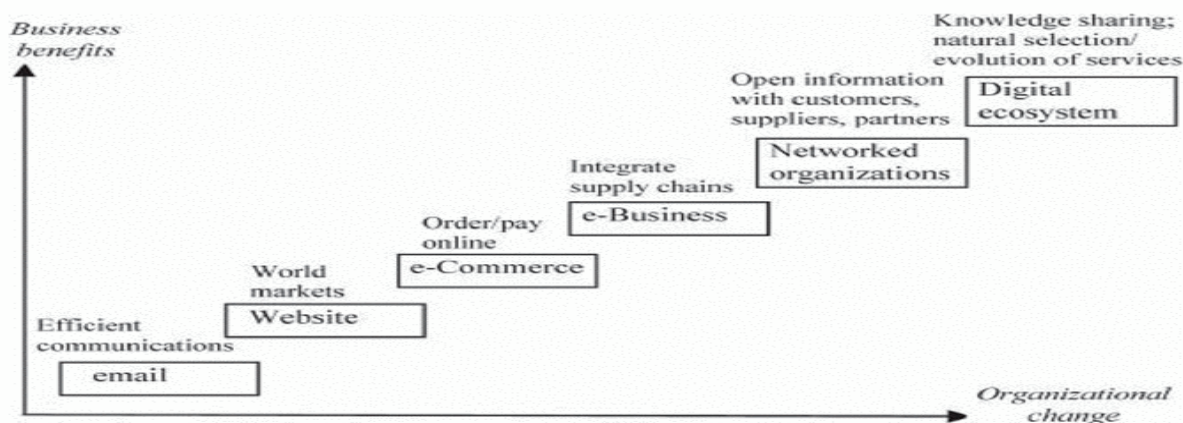 Business
benefits
Knowledge sharing;
natural selection/
evolution of services
Digital
ecosystem
Open information
with customers,
suppliers, partners
Networked
organizations
Integrate
supply chains
e-Business
Order/pay
online
e-Commerce
World
markets
Website
Efficient
communications
email
Organizational
change